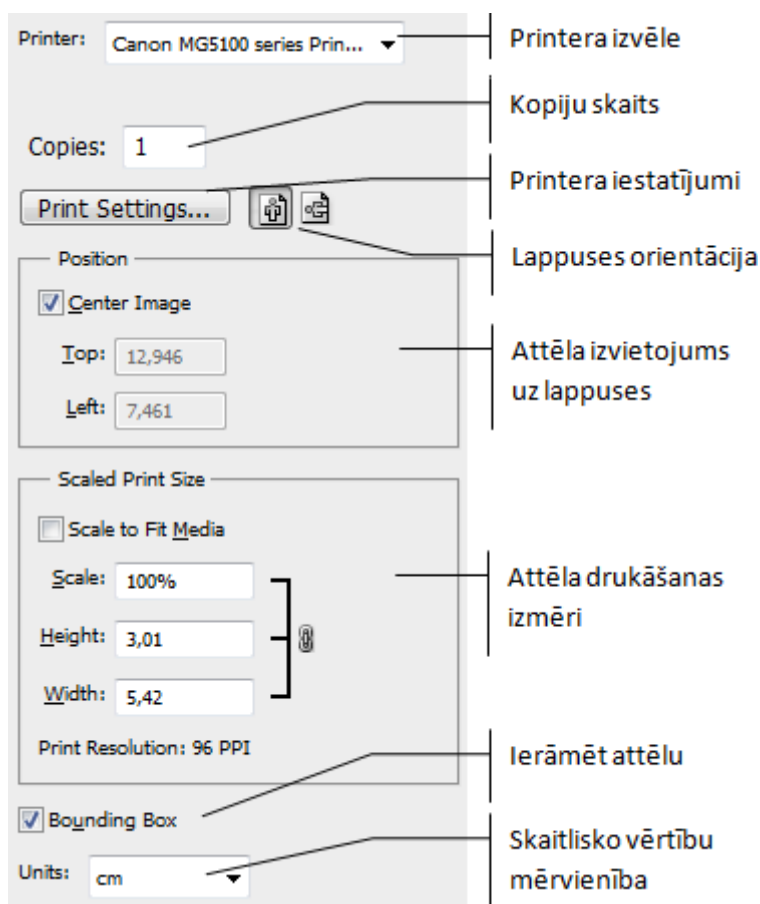 Printer: Canon MG5100 series Prin...
Printera izvēle
Kopiju skaits
Copies: 1
Printera iestatījumi
Print Settings...
Lappuses orientācija
Position
Center Image
Top: 12,946
Attēla izvietojums
uz lappuses
Left: 7,461
Scaled Print Size
Scale to Fit Media
Scale: 100%
Attēla drukāšanas
izmēri
Height: 3,01
Width: 5,42
Print Resolution: 96 PPI
Ierāmēt attēlu
Bounding Box
Skaitlisko vērtību
mērvienība
Units: cm